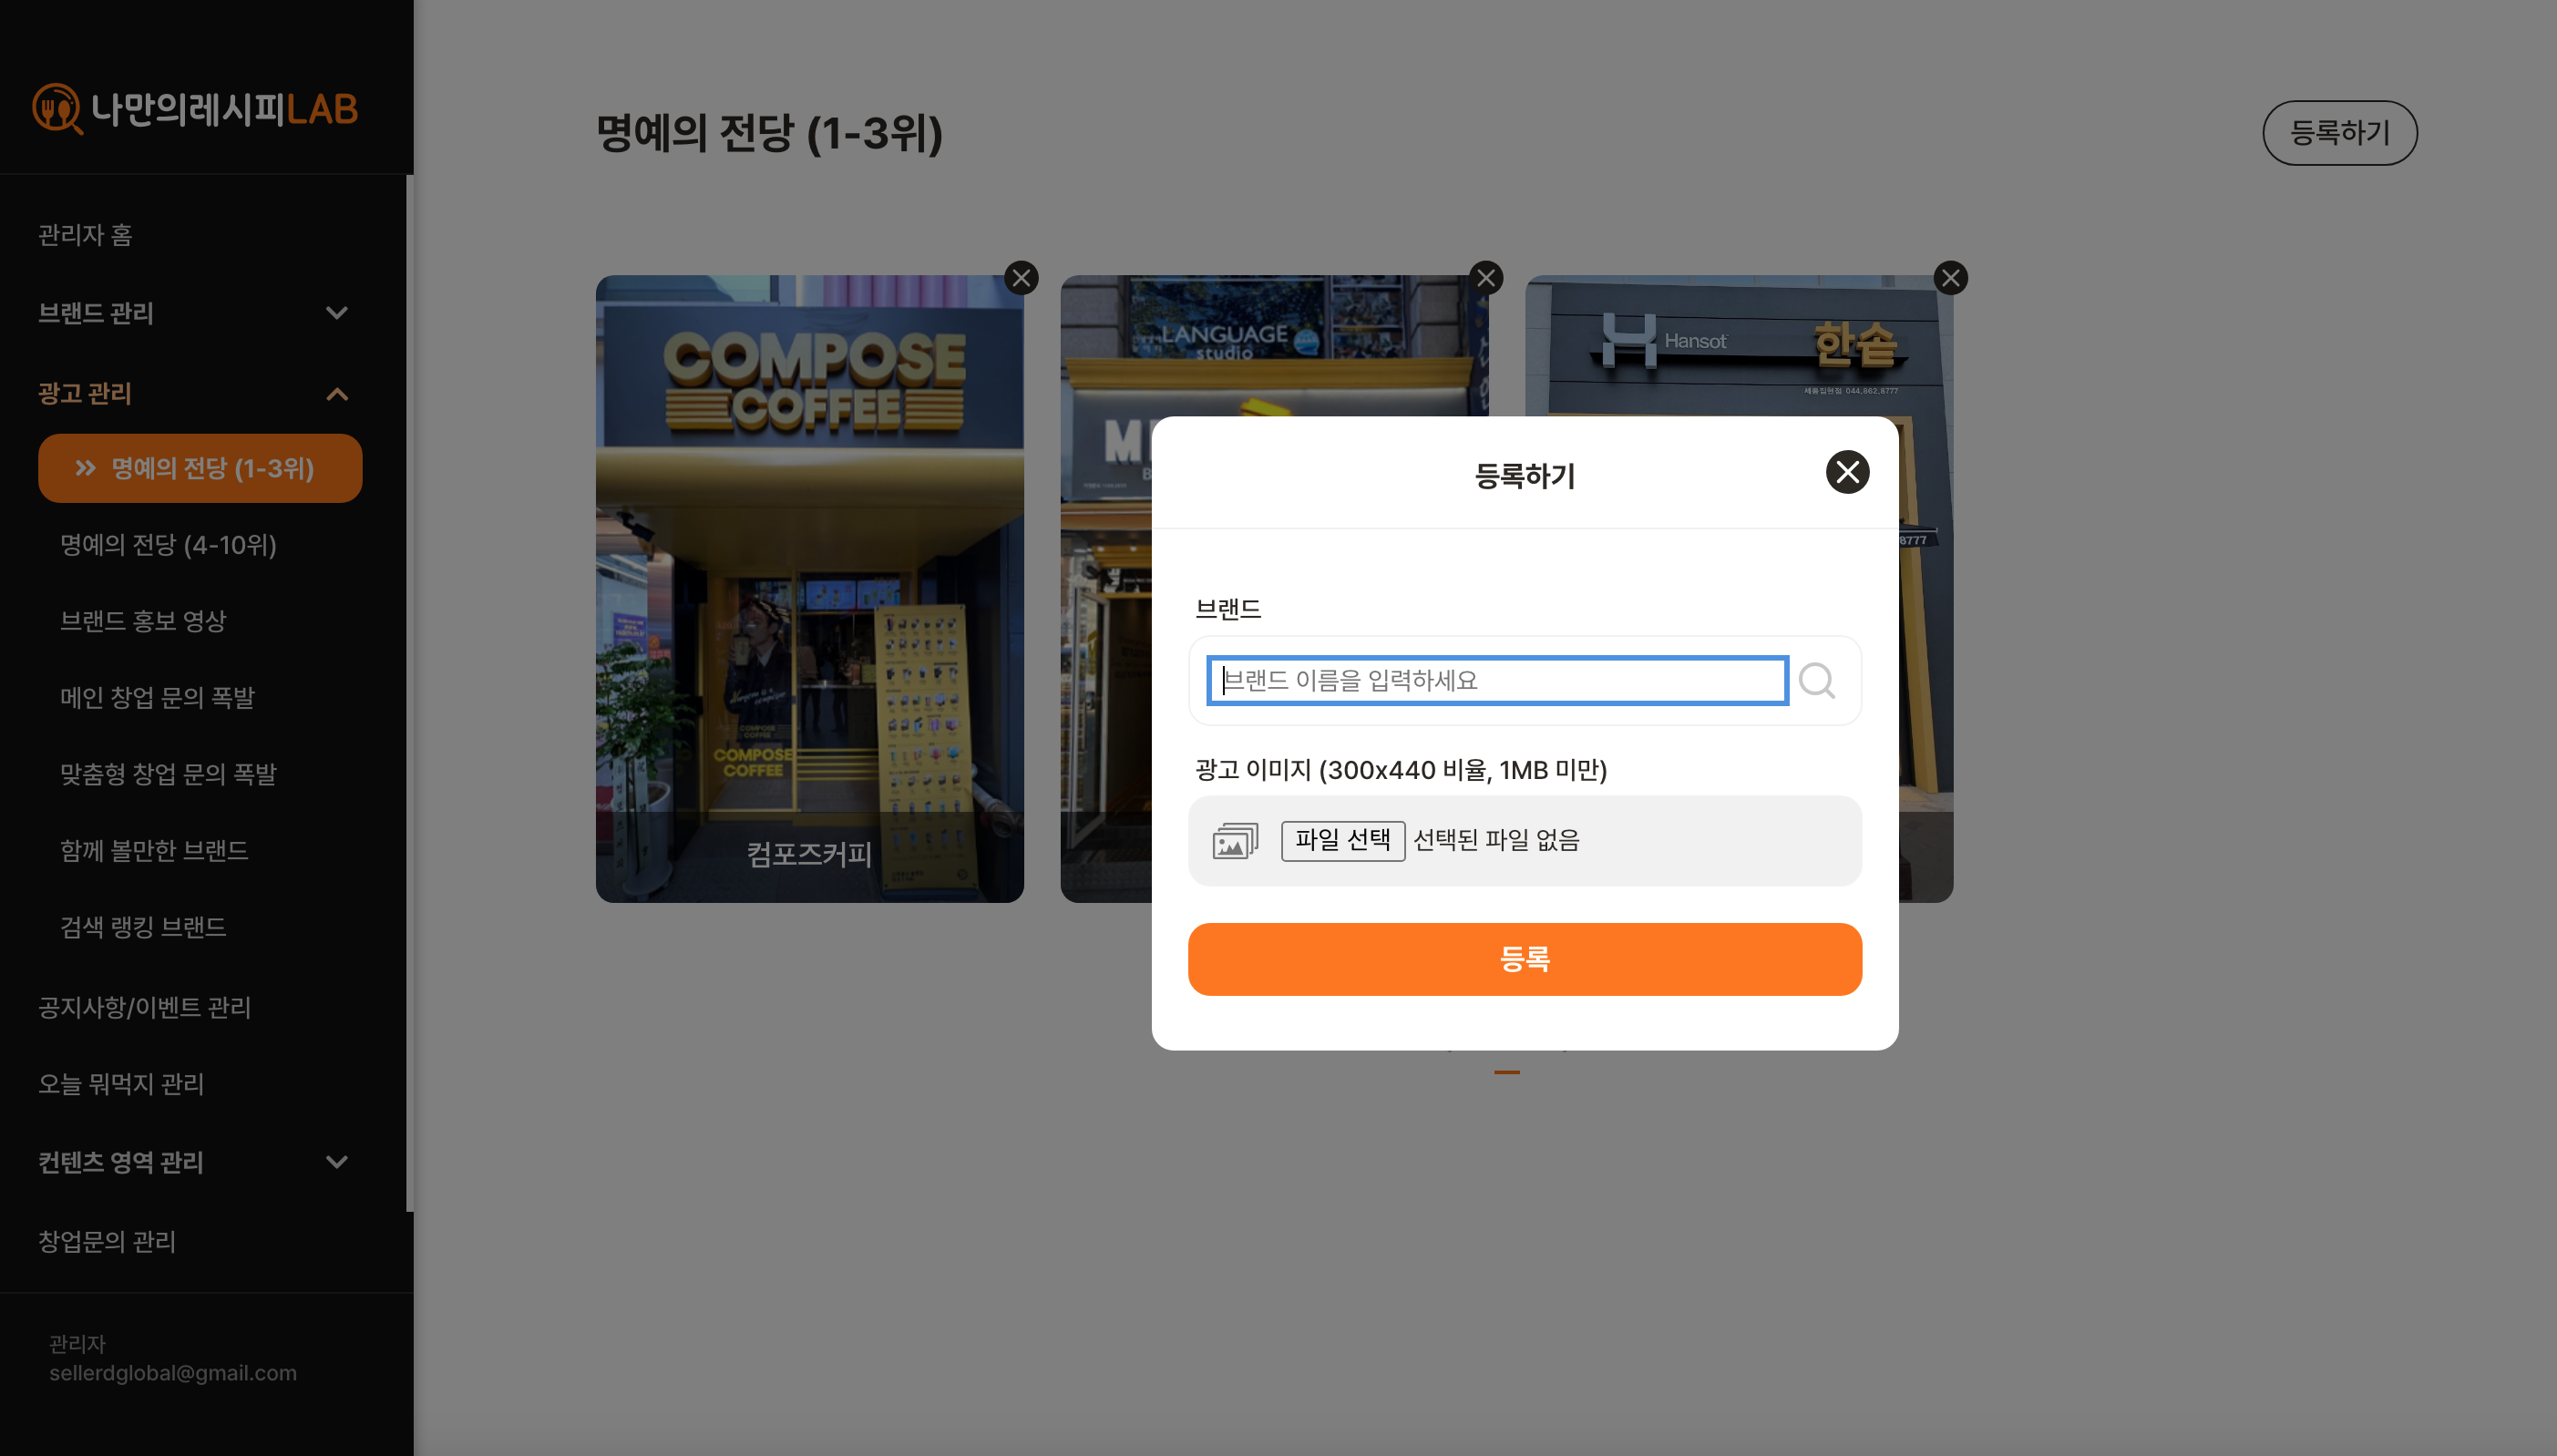 나만의레시피LAB
관리자 홈
브랜드 관리
광고 관리
명예의 전당 (1-3위)
명예의 전당 (4-10위)
브랜드 홍보 영상
메인 창업 문의 폭발
맞춤형 창업 문의 폭발
함께 볼만한 브랜드
검색 랭킹 브랜드
공지사항/이벤트 관리
오늘 뭐먹지 관리
컨텐츠 영역 관리
창업문의 관리
관리자
sellerdglobal@gmail.com
명예의 전당 (1-3위)
등록하기
COMPOSE
COFFEE
COMPOSE
COFFEE
컴포즈커피
LANGUAGE
studio
Hansot
한솥
044.862.8777
8777
등록하기
브랜드
브랜드 이름을 입력하세요
광고 이미지 (300x440 비율, 1MB 미만)
파일 선택 선택된 파일 없음
등록